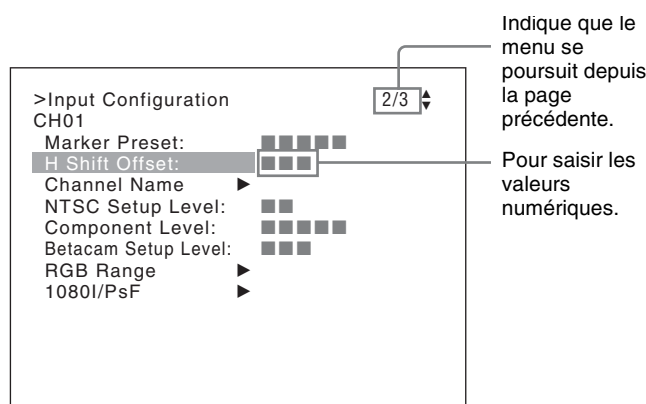 Indique que le
menu se
poursuit depuis
la page
précédente.
>Input Configuration 2/3
CH01
Marker Preset:
H Shift Offset:
Pour saisir les
valeurs
numériques.
Channel Name
NTSC Setup Level:
Component Level:
Betacam Setup Level:
RGB Range
1080I/PsF